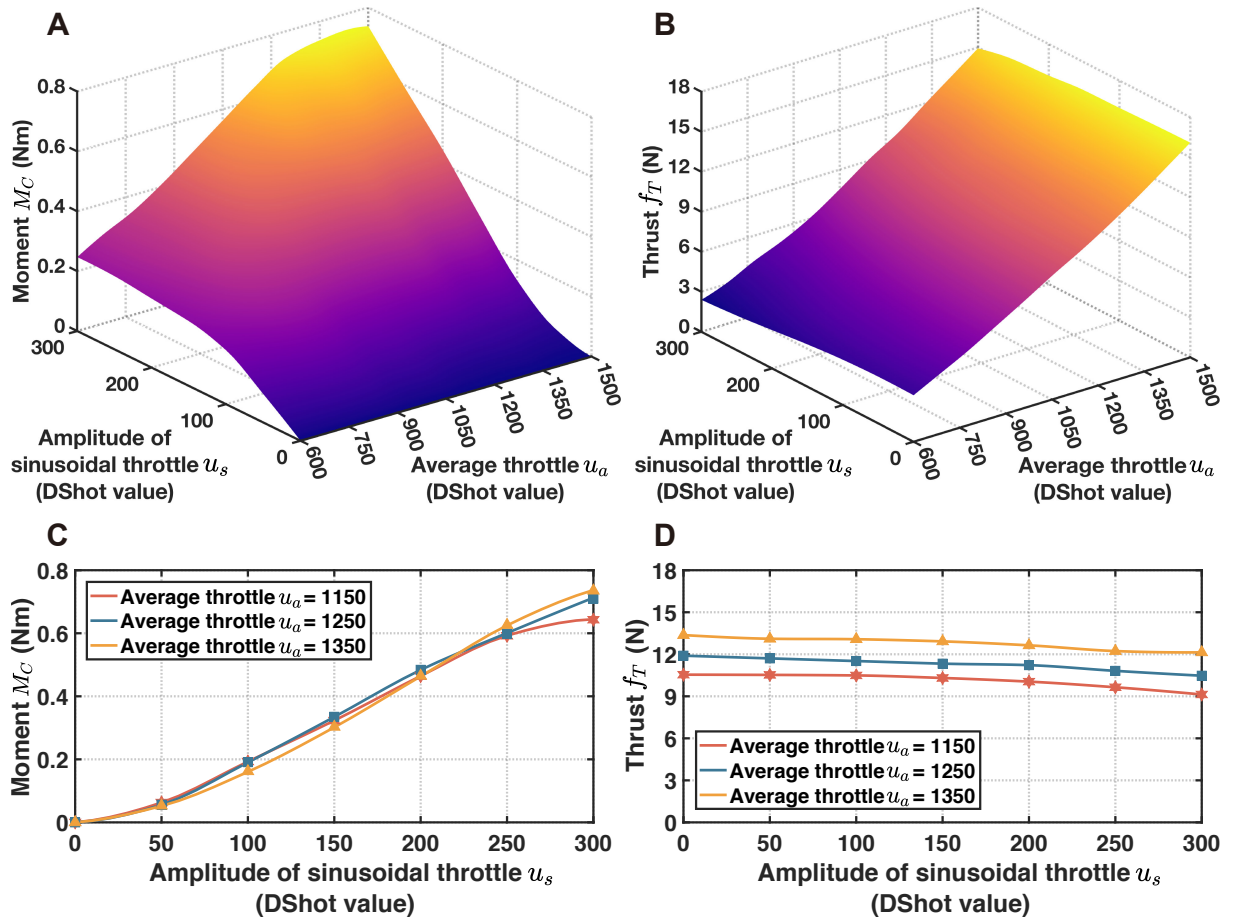 A
Moment M_C (Nm)
0.8
0.6
0.4
0.2
0
300
200
100
0
Amplitude of
sinusoidal throttle u_s
(DShot value)
600
750
900
1050
1200
1350
1500
Average throttle u_a
(DShot value)
B
Thrust f_T (N)
18
15
12
9
6
3
0
300
200
100
0
Amplitude of
sinusoidal throttle u_s
(DShot value)
600
750
900
1050
1200
1350
1500
Average throttle u_a
(DShot value)
C
Moment M_C (Nm)
0.8
0.6
0.4
0.2
0
Average throttle u_a = 1150
Average throttle u_a = 1250
Average throttle u_a = 1350
0 50 100 150 200 250 300
Amplitude of sinusoidal throttle u_s
(DShot value)
D
Thrust f_T (N)
18
15
12
9
6
3
0
Average throttle u_a = 1150
Average throttle u_a = 1250
Average throttle u_a = 1350
0 50 100 150 200 250 300
Amplitude of sinusoidal throttle u_s
(DShot value)